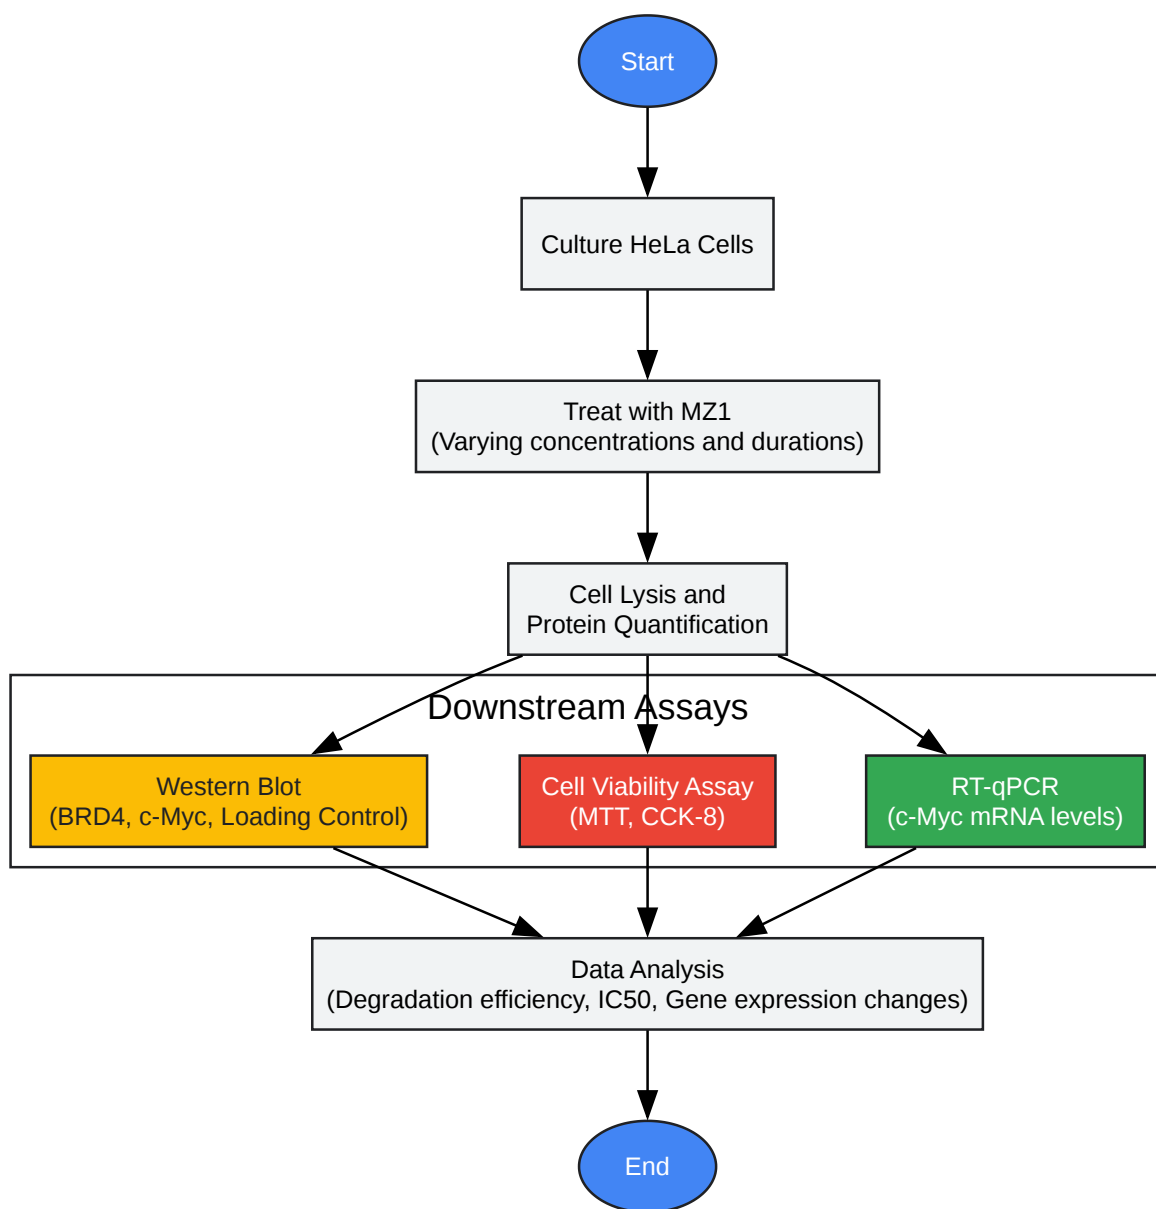 Start
Culture HeLa Cells
Treat with MZ1
(Varying concentrations and durations)
Cell Lysis and
Protein Quantification
Downstream Assays
Western Blot
(BRD4, c-Myc, Loading Control)
Cell Viability Assay
(MTT, CCK-8)
RT-qPCR
(c-Myc mRNA levels)
Data Analysis
(Degradation efficiency, IC50, Gene expression changes)
End